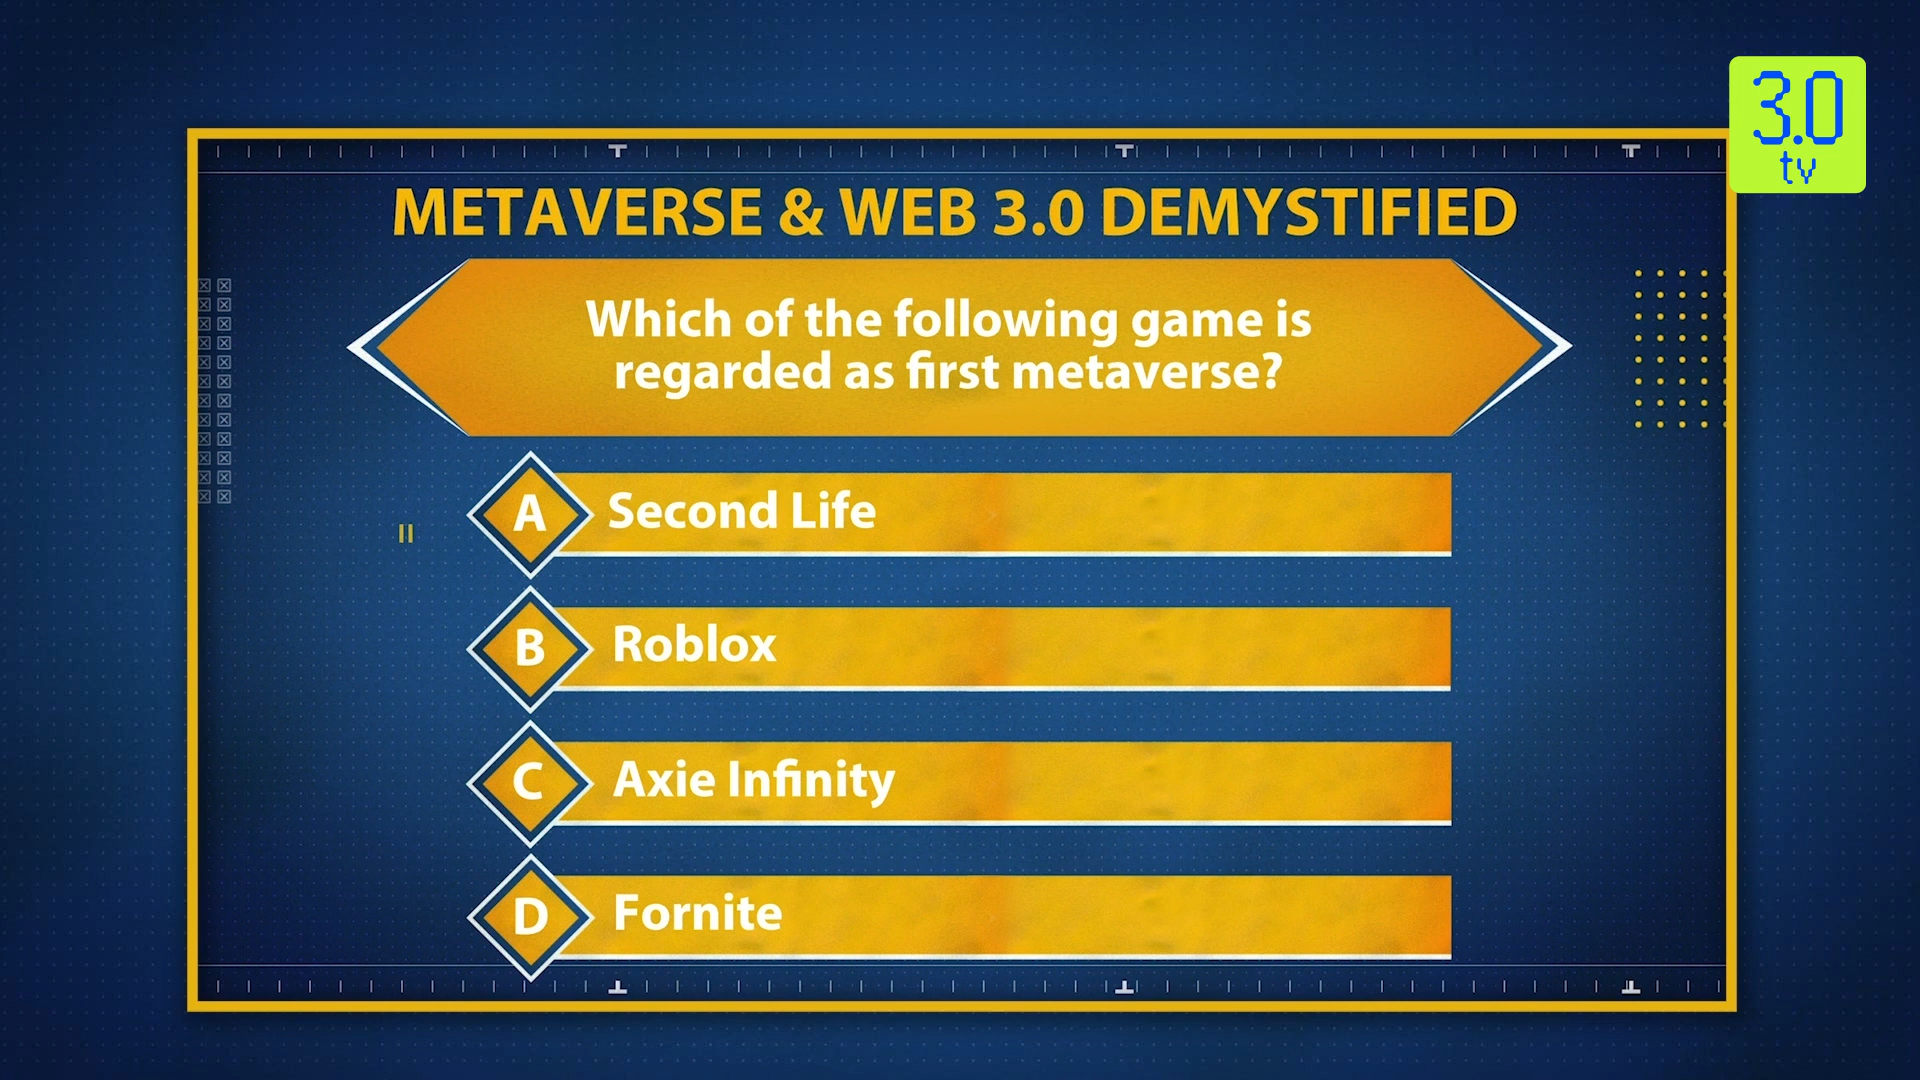 3.0
tv
METAVERSE & WEB 3.0 DEMYSTIFIED
Which of the following game is
regarded as first metaverse?
A Second Life
B Roblox
C Axie Infinity
D Fornite